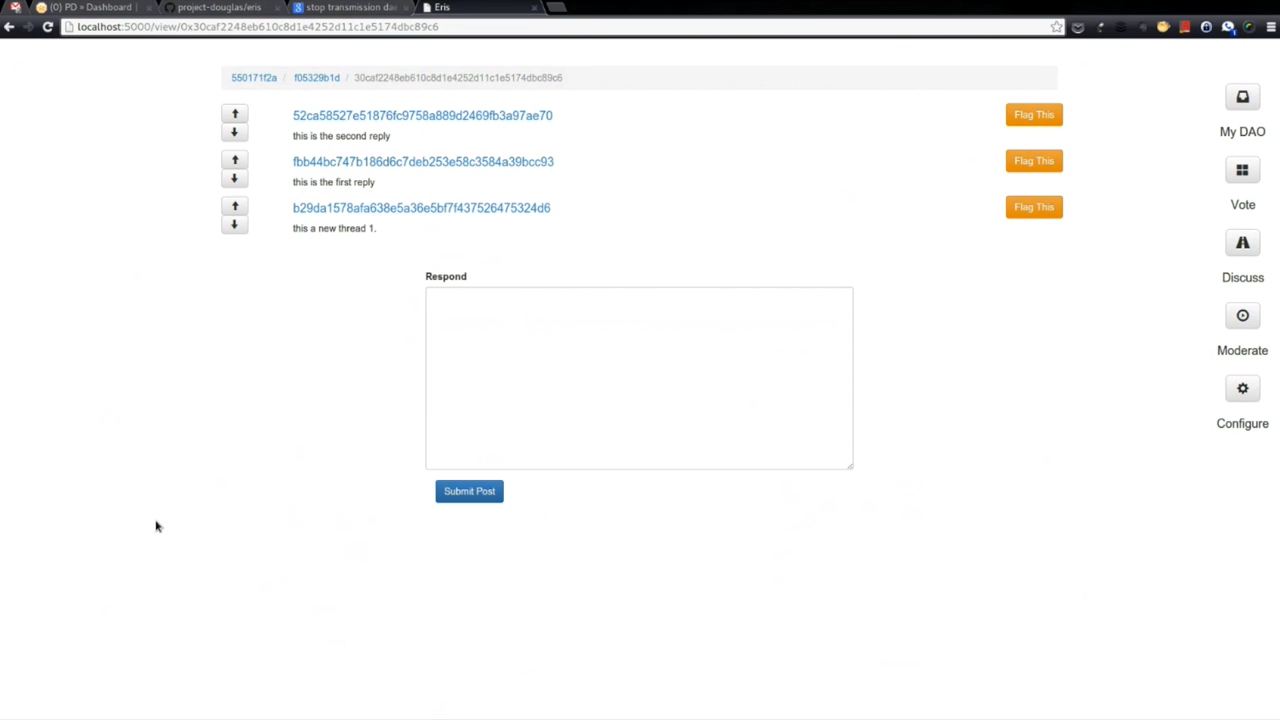 (0) PD » Dashboard
project-douglas/eris
stop transmission dae
Eris
localhost:5000/view/0x30caf2248eb610c8d1e4252d11c1e5174dbc89c6
550171f2a / f05329b1d / 30caf2248eb610c8d1e4252d11c1e5174dbc89c6
52ca58527e51876fc9758a889d2469fb3a97ae70
Flag This
this is the second reply
fbb44bc747b186d6c7deb253e58c3584a39bcc93
Flag This
this is the first reply
b29da1578afa638e5a36e5bf7f437526475324d6
Flag This
this a new thread 1.
Respond
Submit Post
My DAO
Vote
Discuss
Moderate
Configure